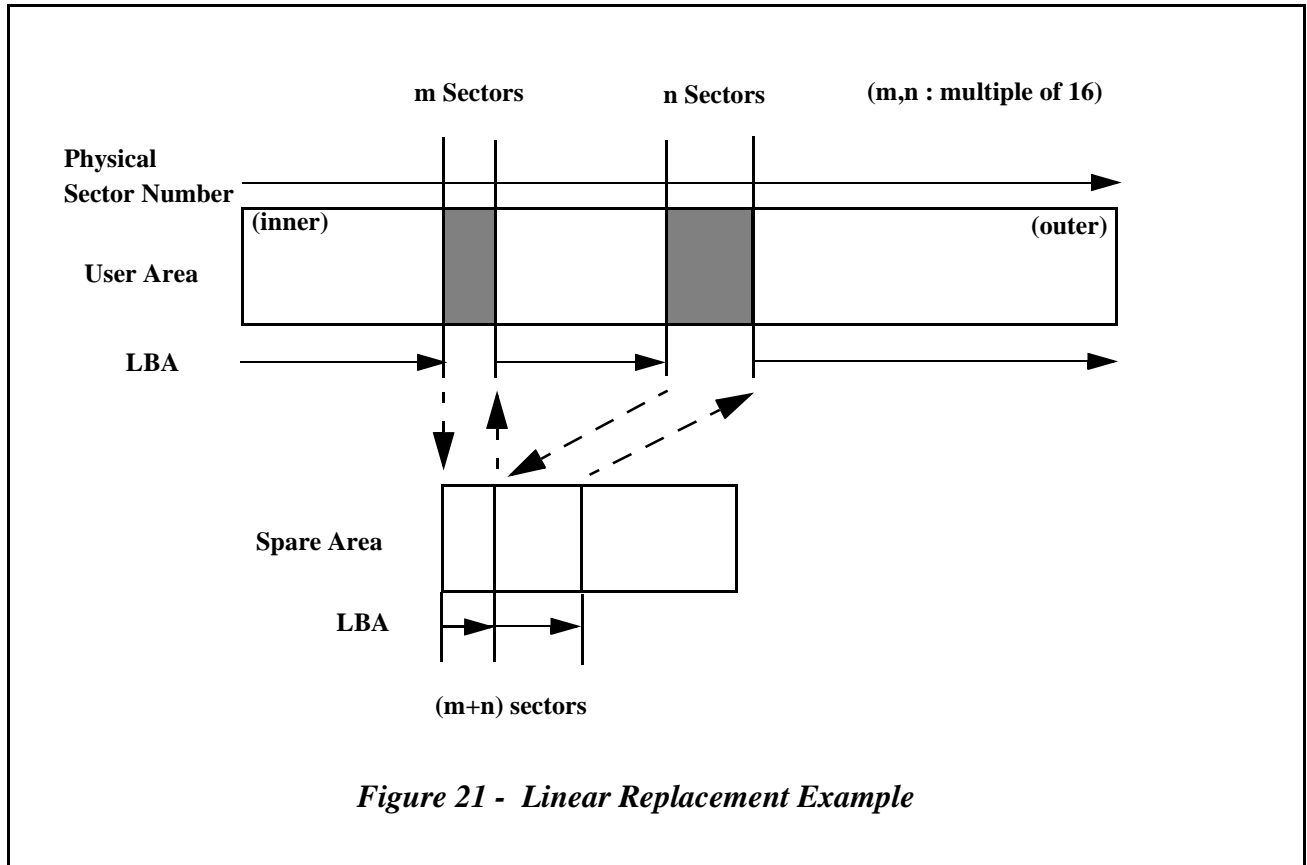 m Sectors n Sectors (m,n : multiple of 16)
Physical
Sector Number
(inner) (outer)
User Area
LBA
Spare Area
LBA
(m+n) sectors
Figure 21 - Linear Replacement Example